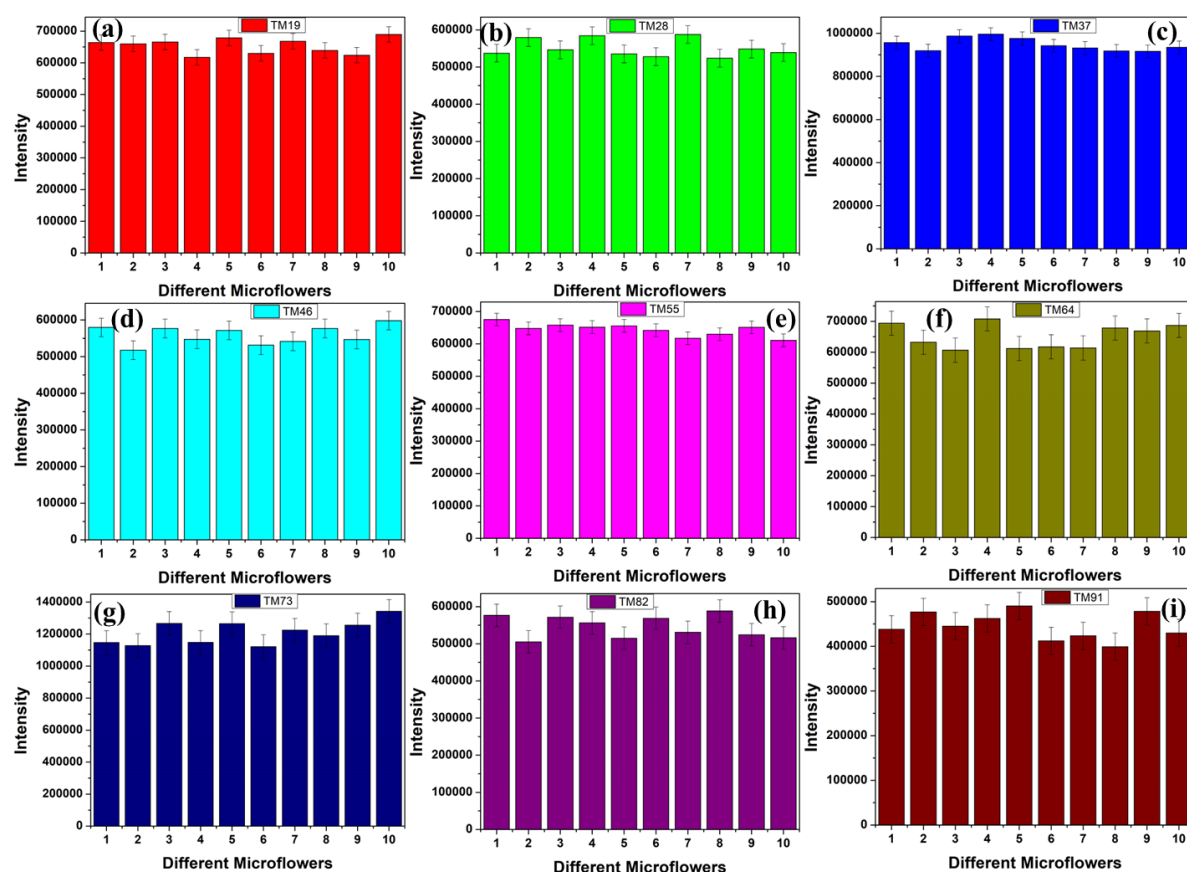 (a) TM19
700000
600000
500000
400000
300000
200000
100000
0
Intensity
1 2 3 4 5 6 7 8 9 10
Different Microflowers
(b) TM28
600000
500000
400000
300000
200000
100000
0
Intensity
1 2 3 4 5 6 7 8 9 10
Different Microflowers
TM37 (c)
1000000
800000
600000
400000
200000
0
Intensity
1 2 3 4 5 6 7 8 9 10
Different Microflowers
(d) TM46
600000
500000
400000
300000
200000
100000
0
Intensity
1 2 3 4 5 6 7 8 9 10
Different Microflowers
TM55 (e)
700000
600000
500000
400000
300000
200000
100000
0
Intensity
1 2 3 4 5 6 7 8 9 10
Different Microflowers
(f) TM64
700000
600000
500000
400000
300000
200000
100000
0
Intensity
1 2 3 4 5 6 7 8 9 10
Different Microflowers
(g) TM73
1400000
1200000
1000000
800000
600000
400000
200000
0
Intensity
1 2 3 4 5 6 7 8 9 10
Different Microflowers
TM82 (h)
600000
500000
400000
300000
200000
100000
0
Intensity
1 2 3 4 5 6 7 8 9 10
Different Microflowers
TM91 (i)
500000
400000
300000
200000
100000
0
Intensity
1 2 3 4 5 6 7 8 9 10
Different Microflowers